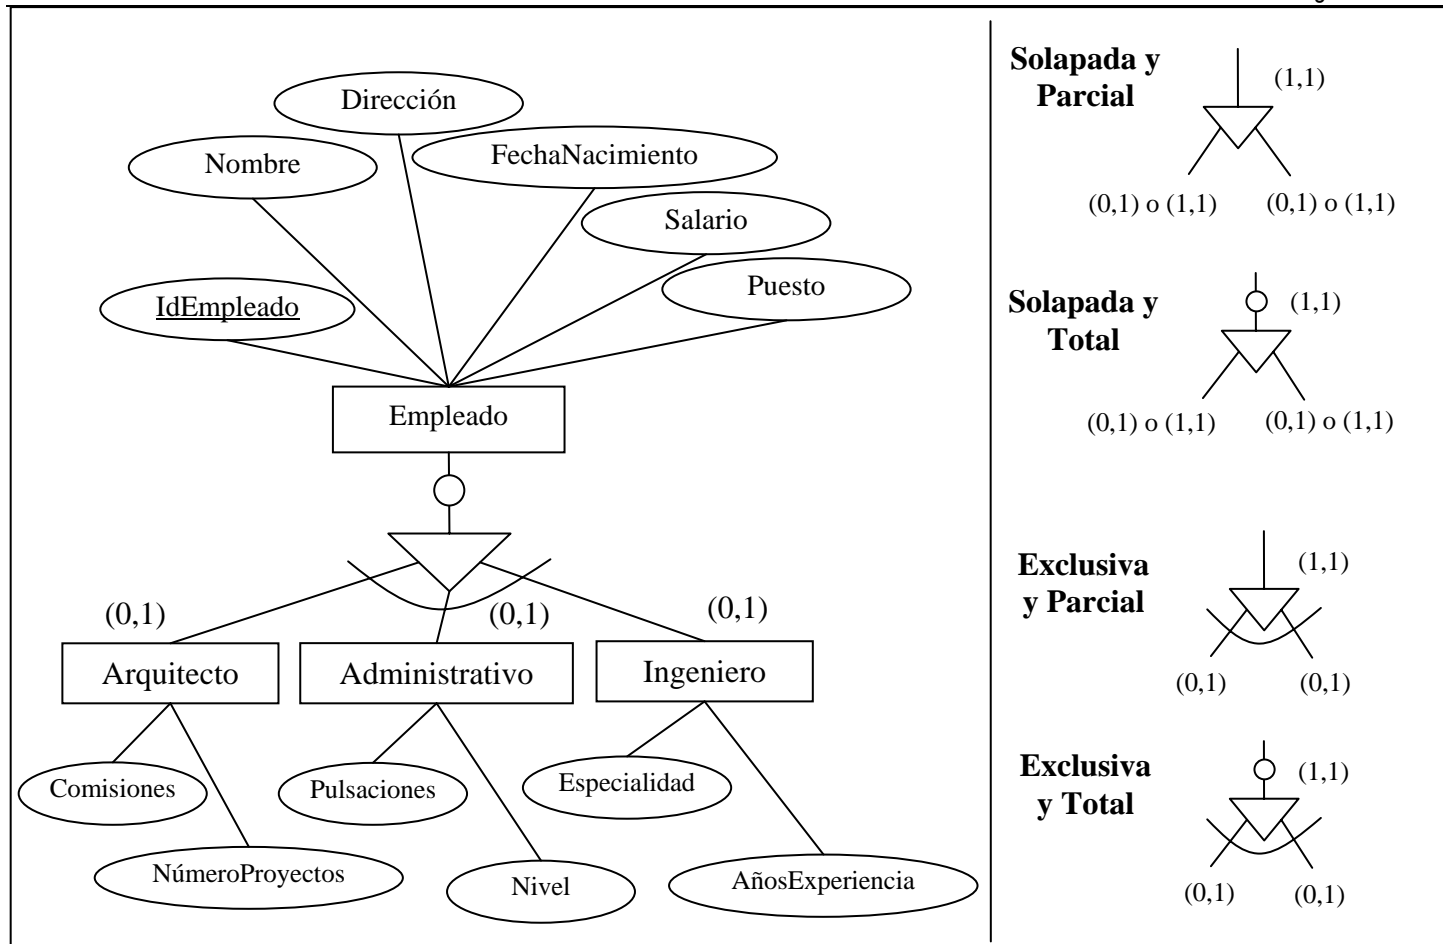 Dirección
Nombre
FechaNacimiento
Salario
IdEmpleado
Puesto
Empleado
(0,1)
(0,1)
(0,1)
Arquitecto
Administrativo
Ingeniero
Comisiones
Pulsaciones
Especialidad
NúmeroProyectos
Nivel
AñosExperiencia
Solapada y
Parcial
(1,1)
(0,1) o (1,1)
(0,1) o (1,1)
Solapada y
Total
(1,1)
(0,1) o (1,1)
(0,1) o (1,1)
Exclusiva
y Parcial
(1,1)
(0,1)
(0,1)
Exclusiva
y Total
(1,1)
(0,1)
(0,1)